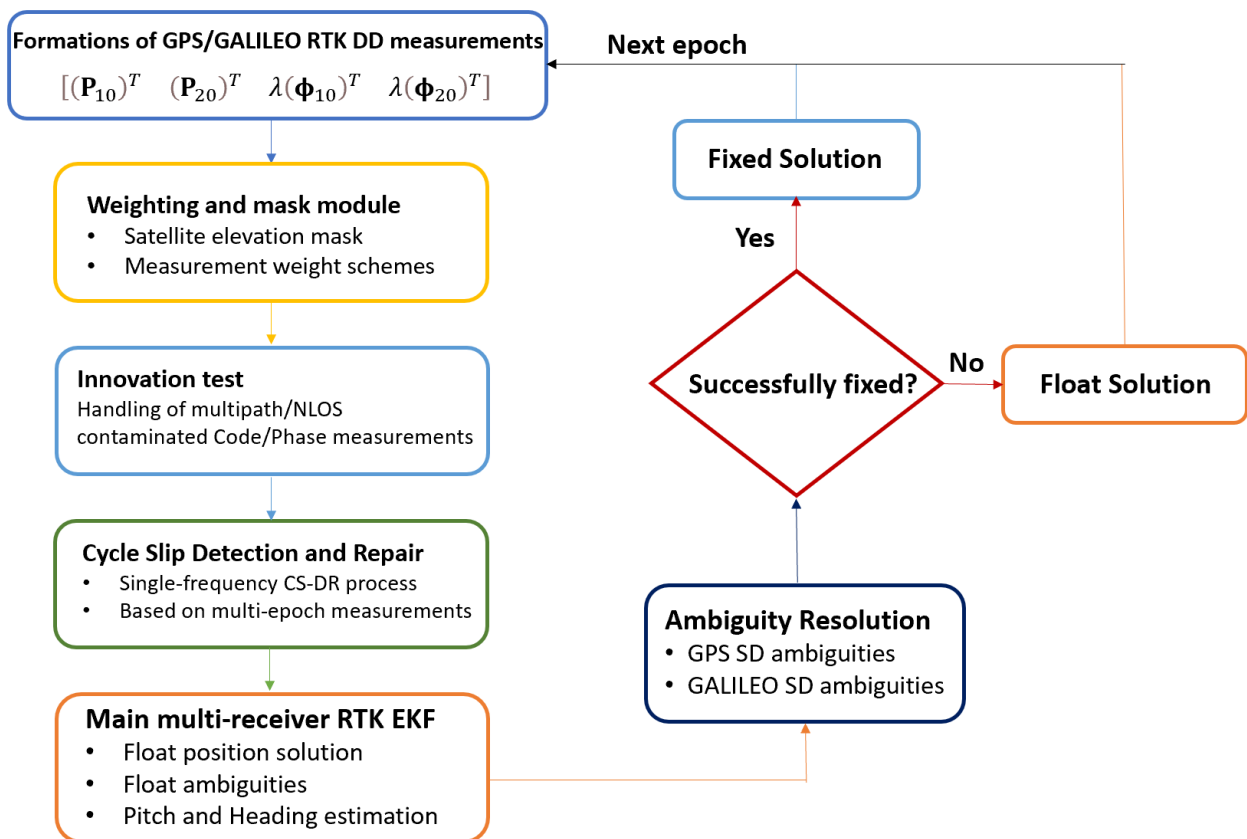 Formations of GPS/GALILEO RTK DD measurements
[(𝐏₁₀)ᵀ (𝐏₂₀)ᵀ λ(𝛟₁₀)ᵀ λ(𝛟₂₀)ᵀ]
Weighting and mask module
• Satellite elevation mask
• Measurement weight schemes
Innovation test
Handling of multipath/NLOS
contaminated Code/Phase measurements
Cycle Slip Detection and Repair
• Single-frequency CS-DR process
• Based on multi-epoch measurements
Main multi-receiver RTK EKF
• Float position solution
• Float ambiguities
• Pitch and Heading estimation
Ambiguity Resolution
• GPS SD ambiguities
• GALILEO SD ambiguities
Successfully fixed?
Yes
No
Fixed Solution
Float Solution
Next epoch